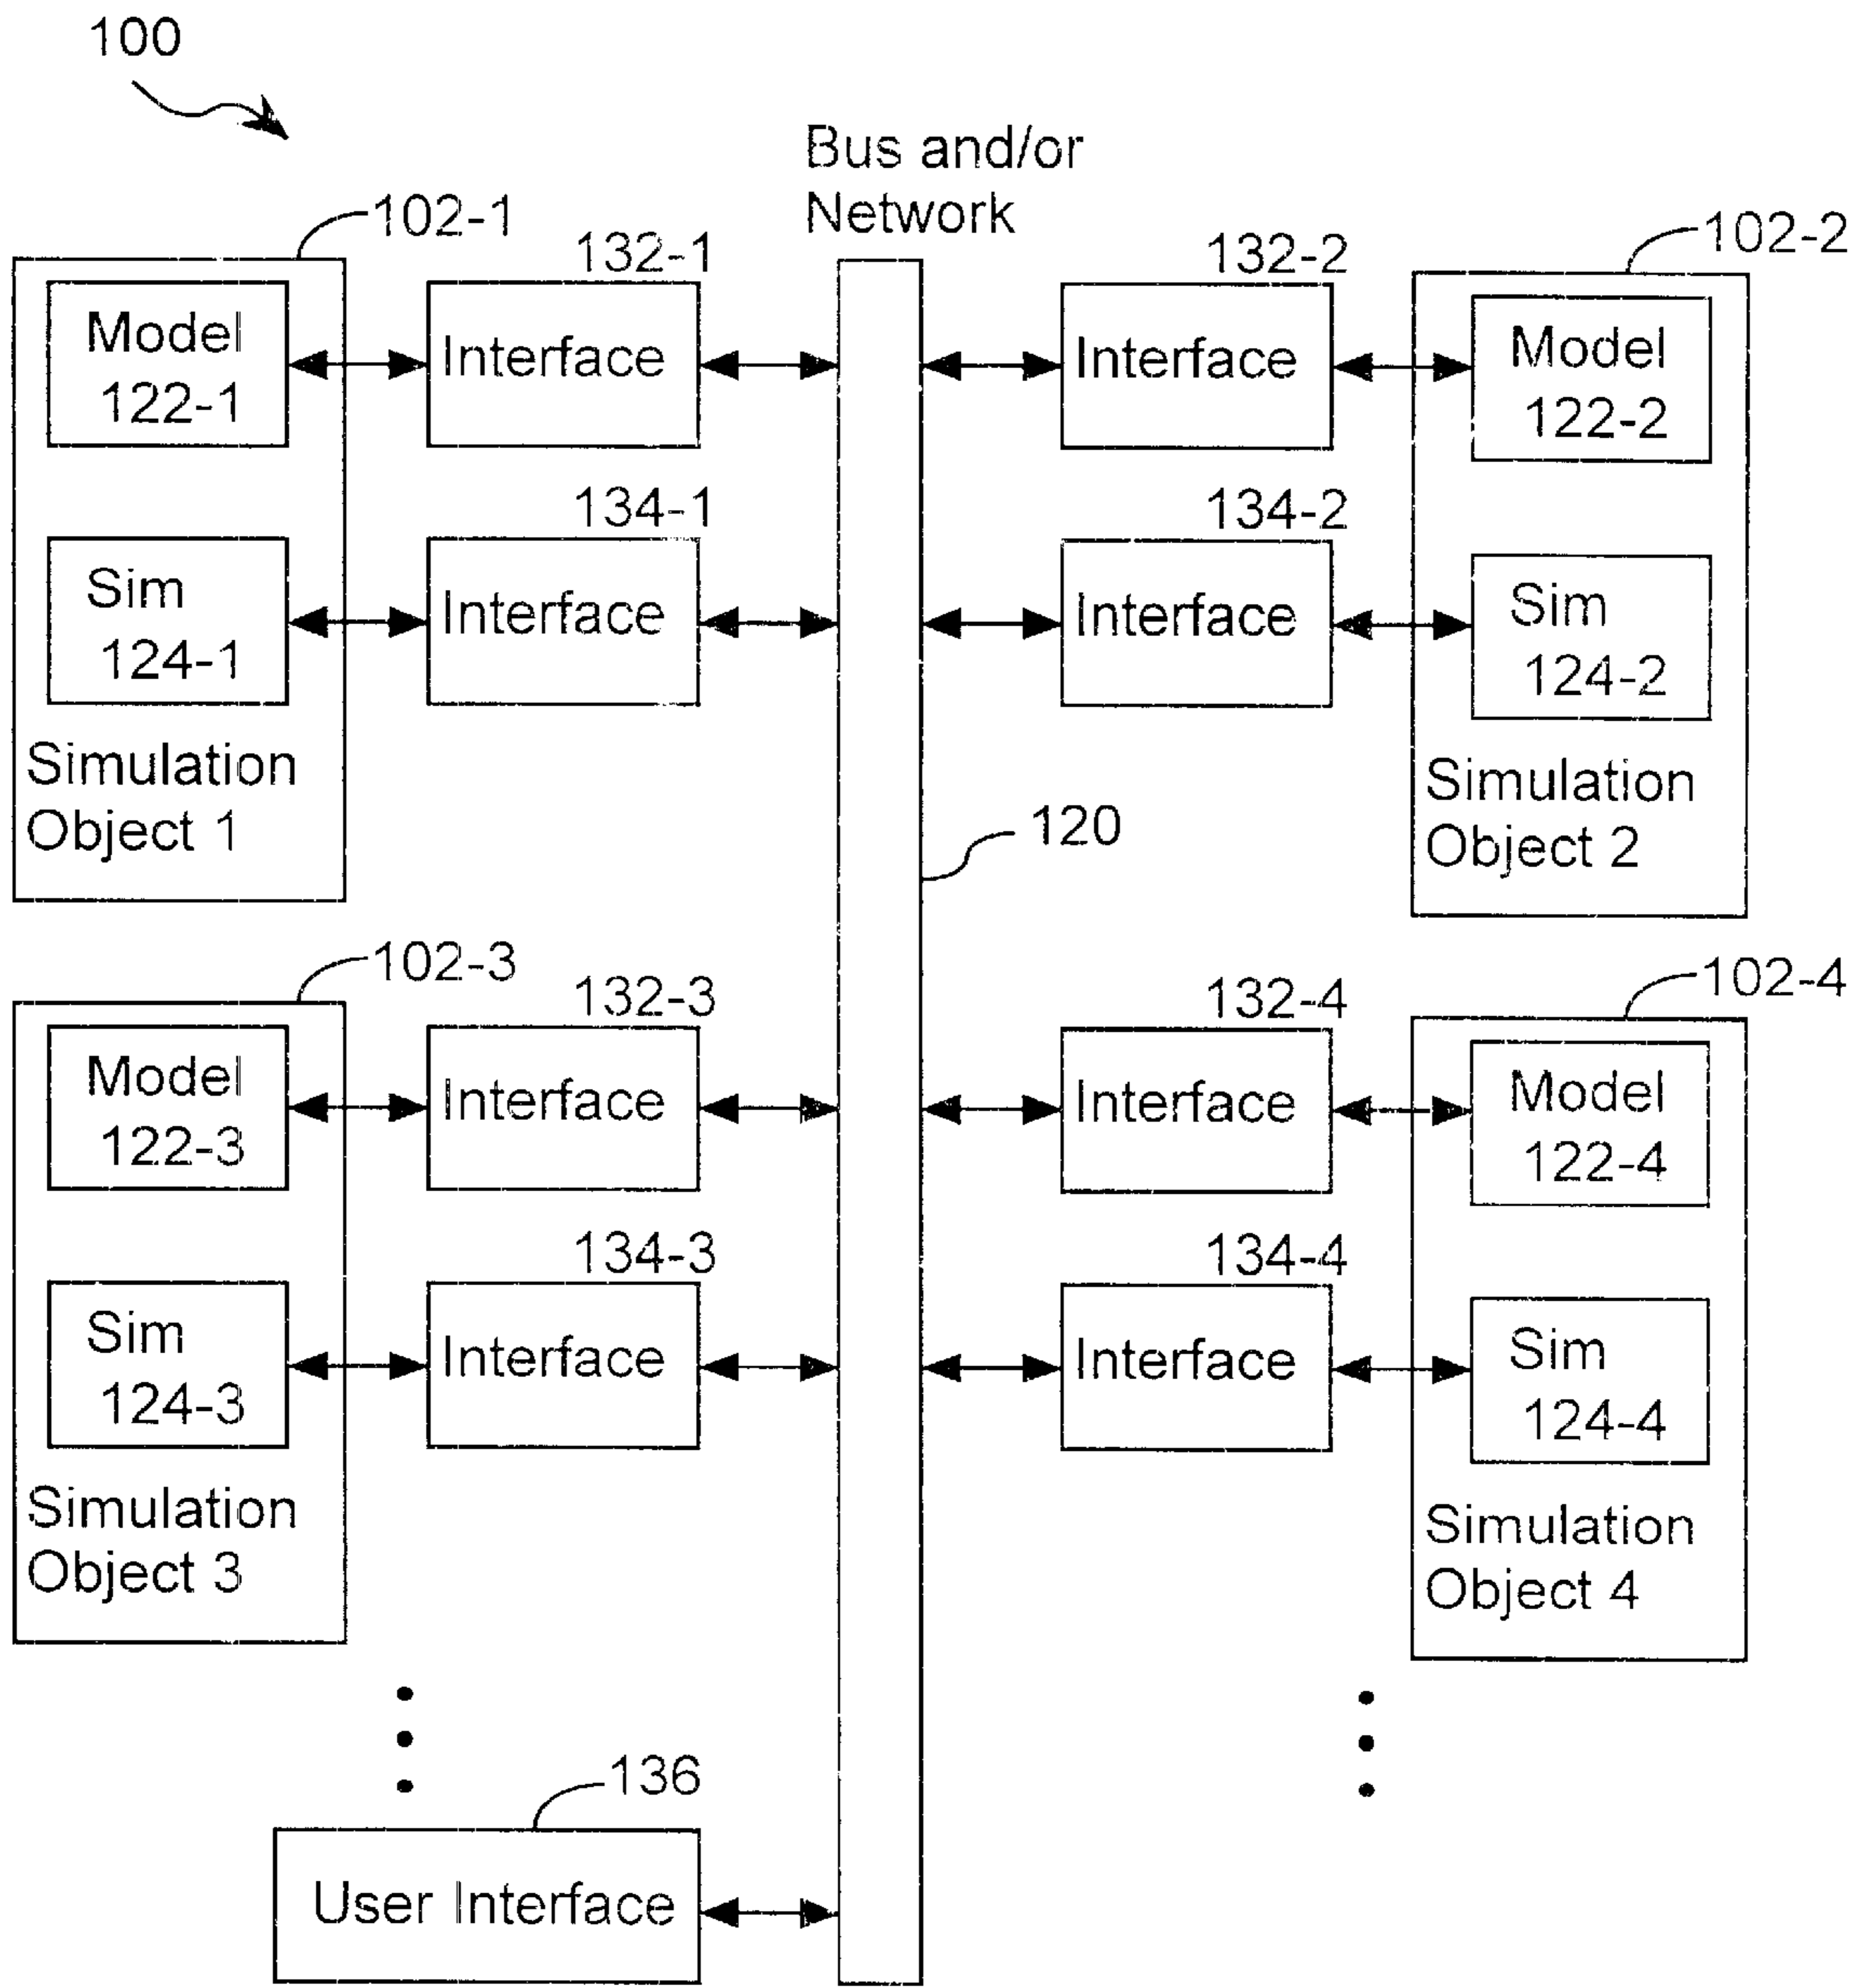 100
Bus and/or
Network
102-1
132-1
132-2
102-2
Model
122-1
Interface
Interface
Model
122-2
134-1
134-2
Sim
124-1
Interface
Interface
Sim
124-2
Simulation
Object 1
Simulation
Object 2
120
102-3
132-3
132-4
102-4
Model
122-3
Interface
Interface
Model
122-4
134-3
134-4
Sim
124-3
Interface
Interface
Sim
124-4
Simulation
Object 3
Simulation
Object 4
136
User Interface